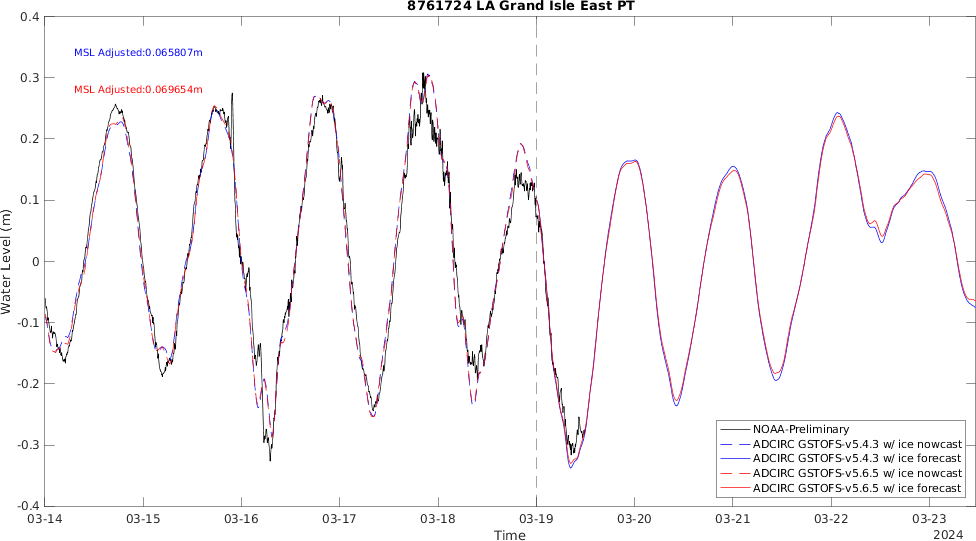 8761724 LA Grand Isle East PT
MSL Adjusted:0.065807m
MSL Adjusted:0.069654m
Water Level (m)
0.4
0.3
0.2
0.1
0
-0.1
-0.2
-0.3
-0.4
NOAA-Preliminary
ADCIRC GSTOFS-v5.4.3 w/ ice nowcast
ADCIRC GSTOFS-v5.4.3 w/ ice forecast
ADCIRC GSTOFS-v5.6.5 w/ ice nowcast
ADCIRC GSTOFS-v5.6.5 w/ ice forecast
03-14 03-15 03-16 03-17 03-18 03-19 03-20 03-21 03-22 03-23
Time
2024